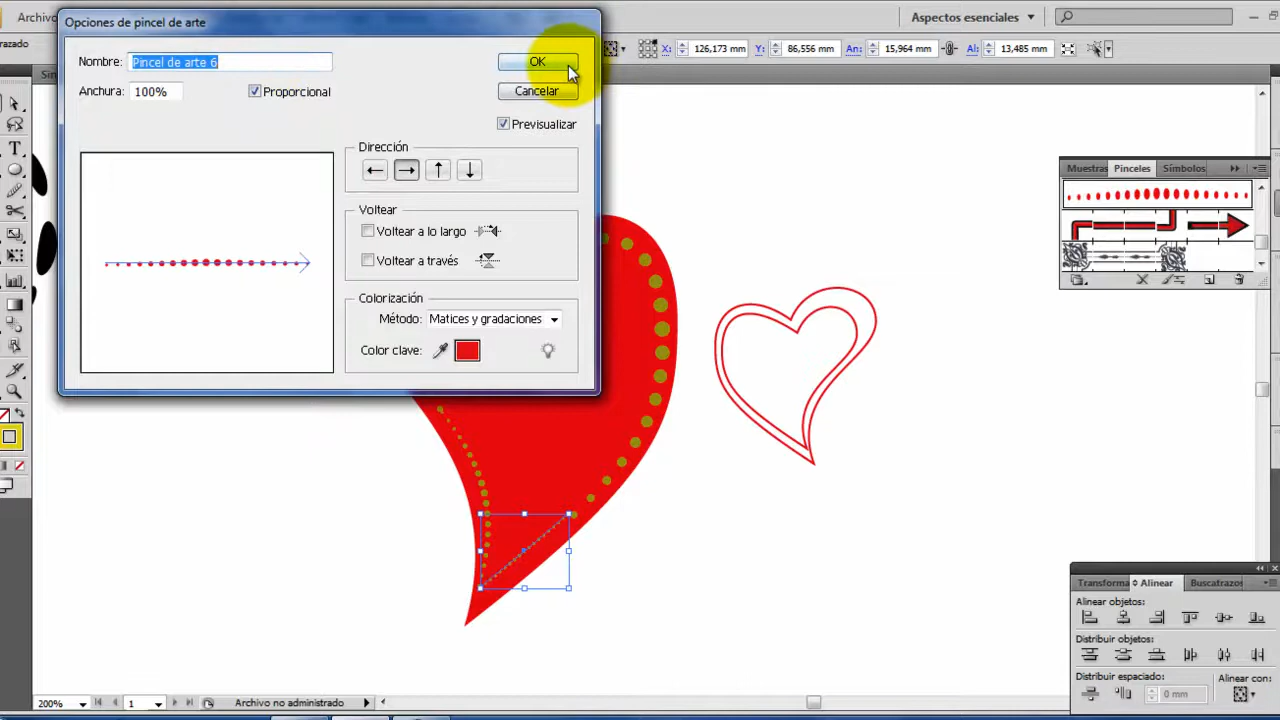 Archivo
Aspectos esenciales
razado
X: 126,173 mm Y: 86,556 mm An: 15,964 mm Al: 13,485 mm
Opciones de pincel de arte
Nombre: Pincel de arte 6
OK
Anchura: 100% Proporcional
Cancelar
Previsualizar
Dirección
Voltear
Voltear a lo largo
Voltear a través
Colorización
Método: Matices y gradaciones
Color clave:
Muestras Pinceles Símbolos
Transforma Alinear Buscatrazos
Alinear objetos:
Distribuir objetos:
Distribuir espaciado: Alinear con:
0 mm
200% 1 Archivo no administrado